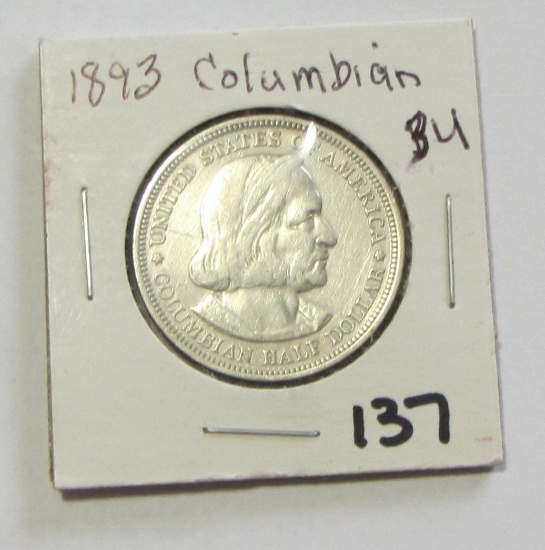 1893 Columbian
BU
UNITED STATES OF AMERICA
COLUMBIAN HALF DOLLAR
137